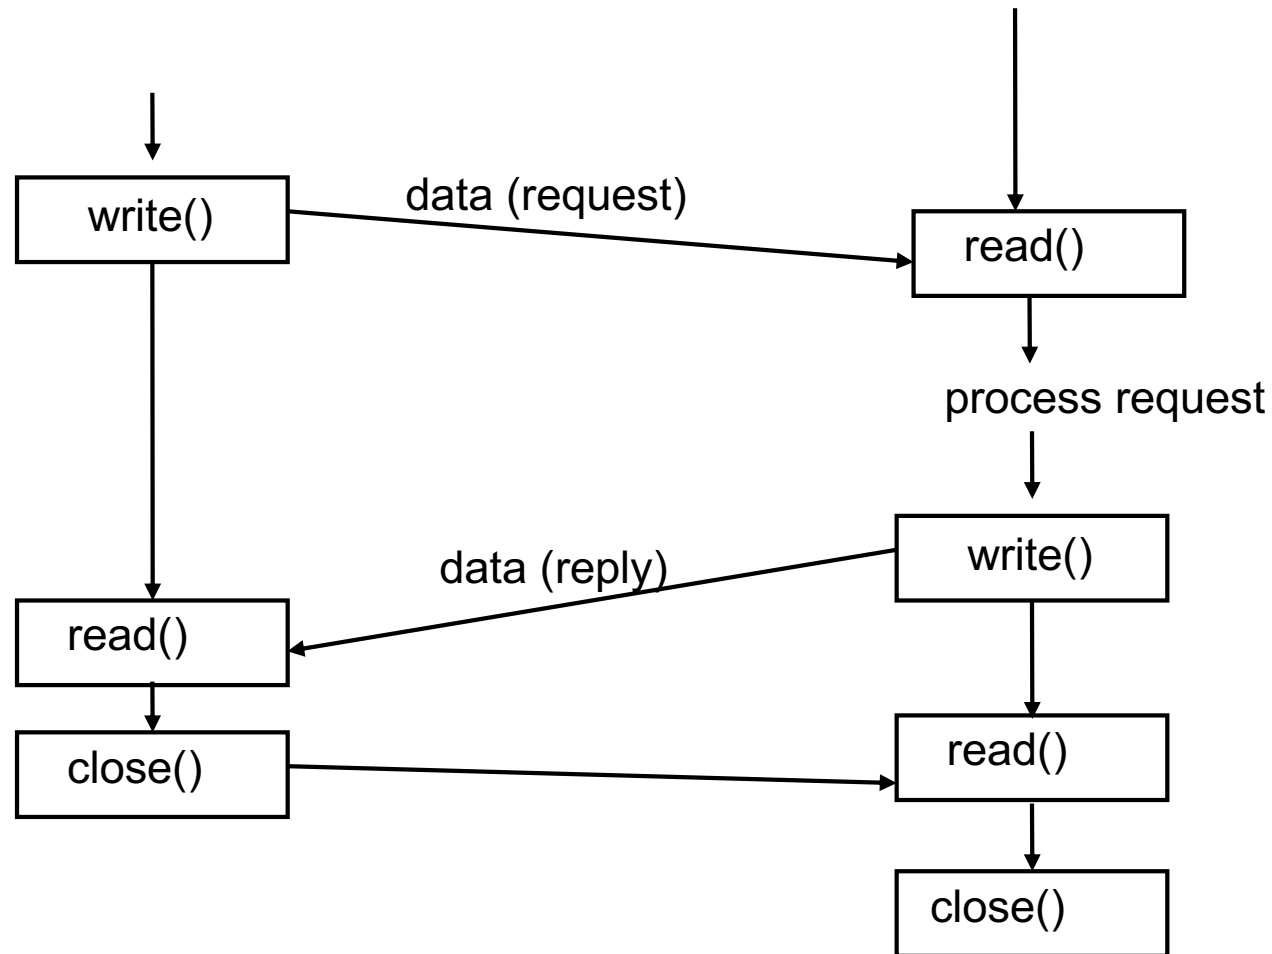 write()
data (request)
read()
process request
write()
data (reply)
read()
read()
close()
close()